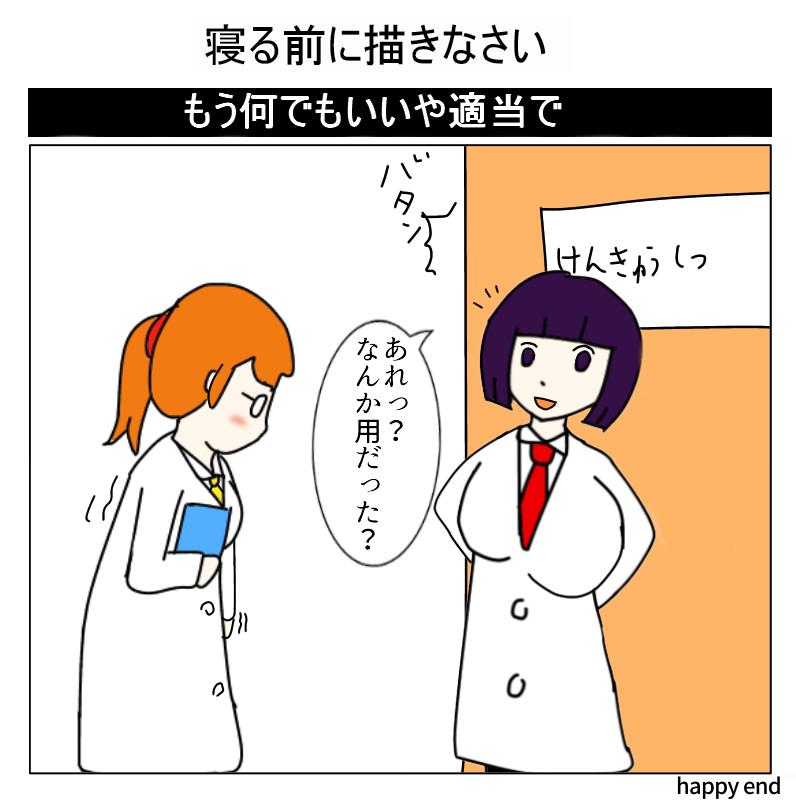 寝る前に描きなさい
もう何でもいいや適当で
バタン
けんきゅうしつ
あれっ?
なんか用だった?
happy end